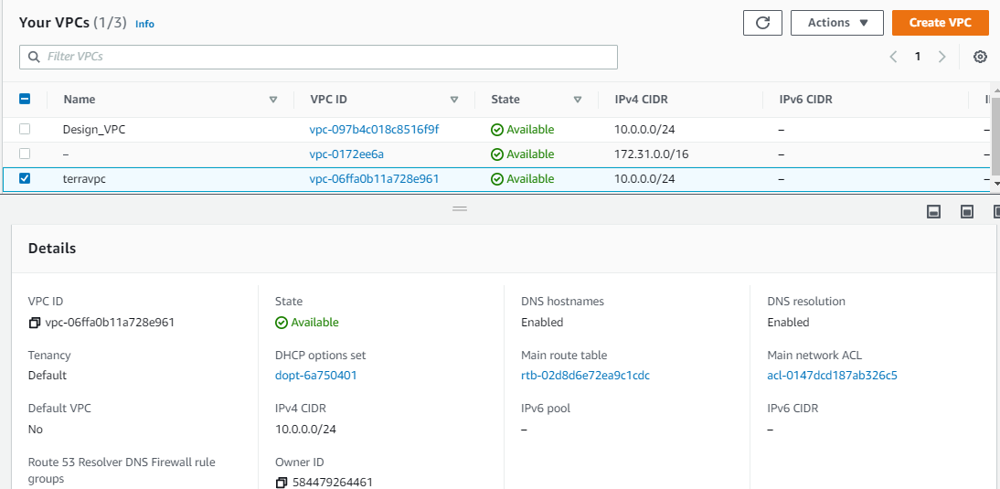 Your VPCs (1/3) Info Actions Create VPC
Filter VPCs 1
Name VPC ID State IPv4 CIDR IPv6 CIDR
Design_VPC vpc-097b4c018c8516f9f Available 10.0.0.0/24 – –
– vpc-0172ee6a Available 172.31.0.0/16 – –
terravpc vpc-06ffa0b11a728e961 Available 10.0.0.0/24 – –
Details
VPC ID State DNS hostnames DNS resolution
vpc-06ffa0b11a728e961 Available Enabled Enabled
Tenancy DHCP options set Main route table Main network ACL
Default dopt-6a750401 rtb-02d8d6e72ea9c1cdc acl-0147dcd187ab326c5
Default VPC IPv4 CIDR IPv6 pool IPv6 CIDR
No 10.0.0.0/24 – –
Route 53 Resolver DNS Firewall rule Owner ID
groups 584479264461